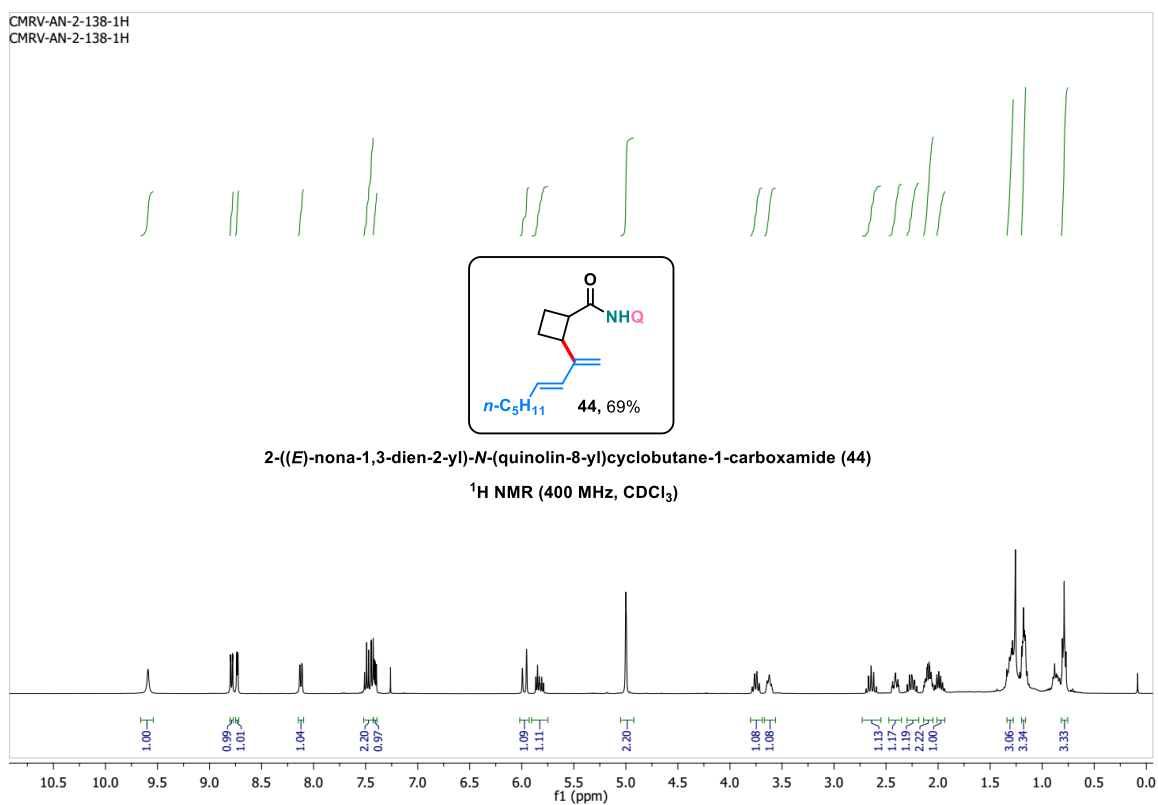 CMRV-AN-2-138-1H
CMRV-AN-2-138-1H
O
NHQ
n-C5H11
44, 69%
2-((E)-nona-1,3-dien-2-yl)-N-(quinolin-8-yl)cyclobutane-1-carboxamide (44)
¹H NMR (400 MHz, CDCl₃)
1.00 0.99 1.01 1.04 2.20 0.97 1.09 1.11 2.20 1.08 1.08 1.13 1.17 1.19 2.22 1.00 3.06 3.34 3.33
10.5 10.0 9.5 9.0 8.5 8.0 7.5 7.0 6.5 6.0 5.5 5.0 4.5 4.0 3.5 3.0 2.5 2.0 1.5 1.0 0.5 0.0
f1 (ppm)